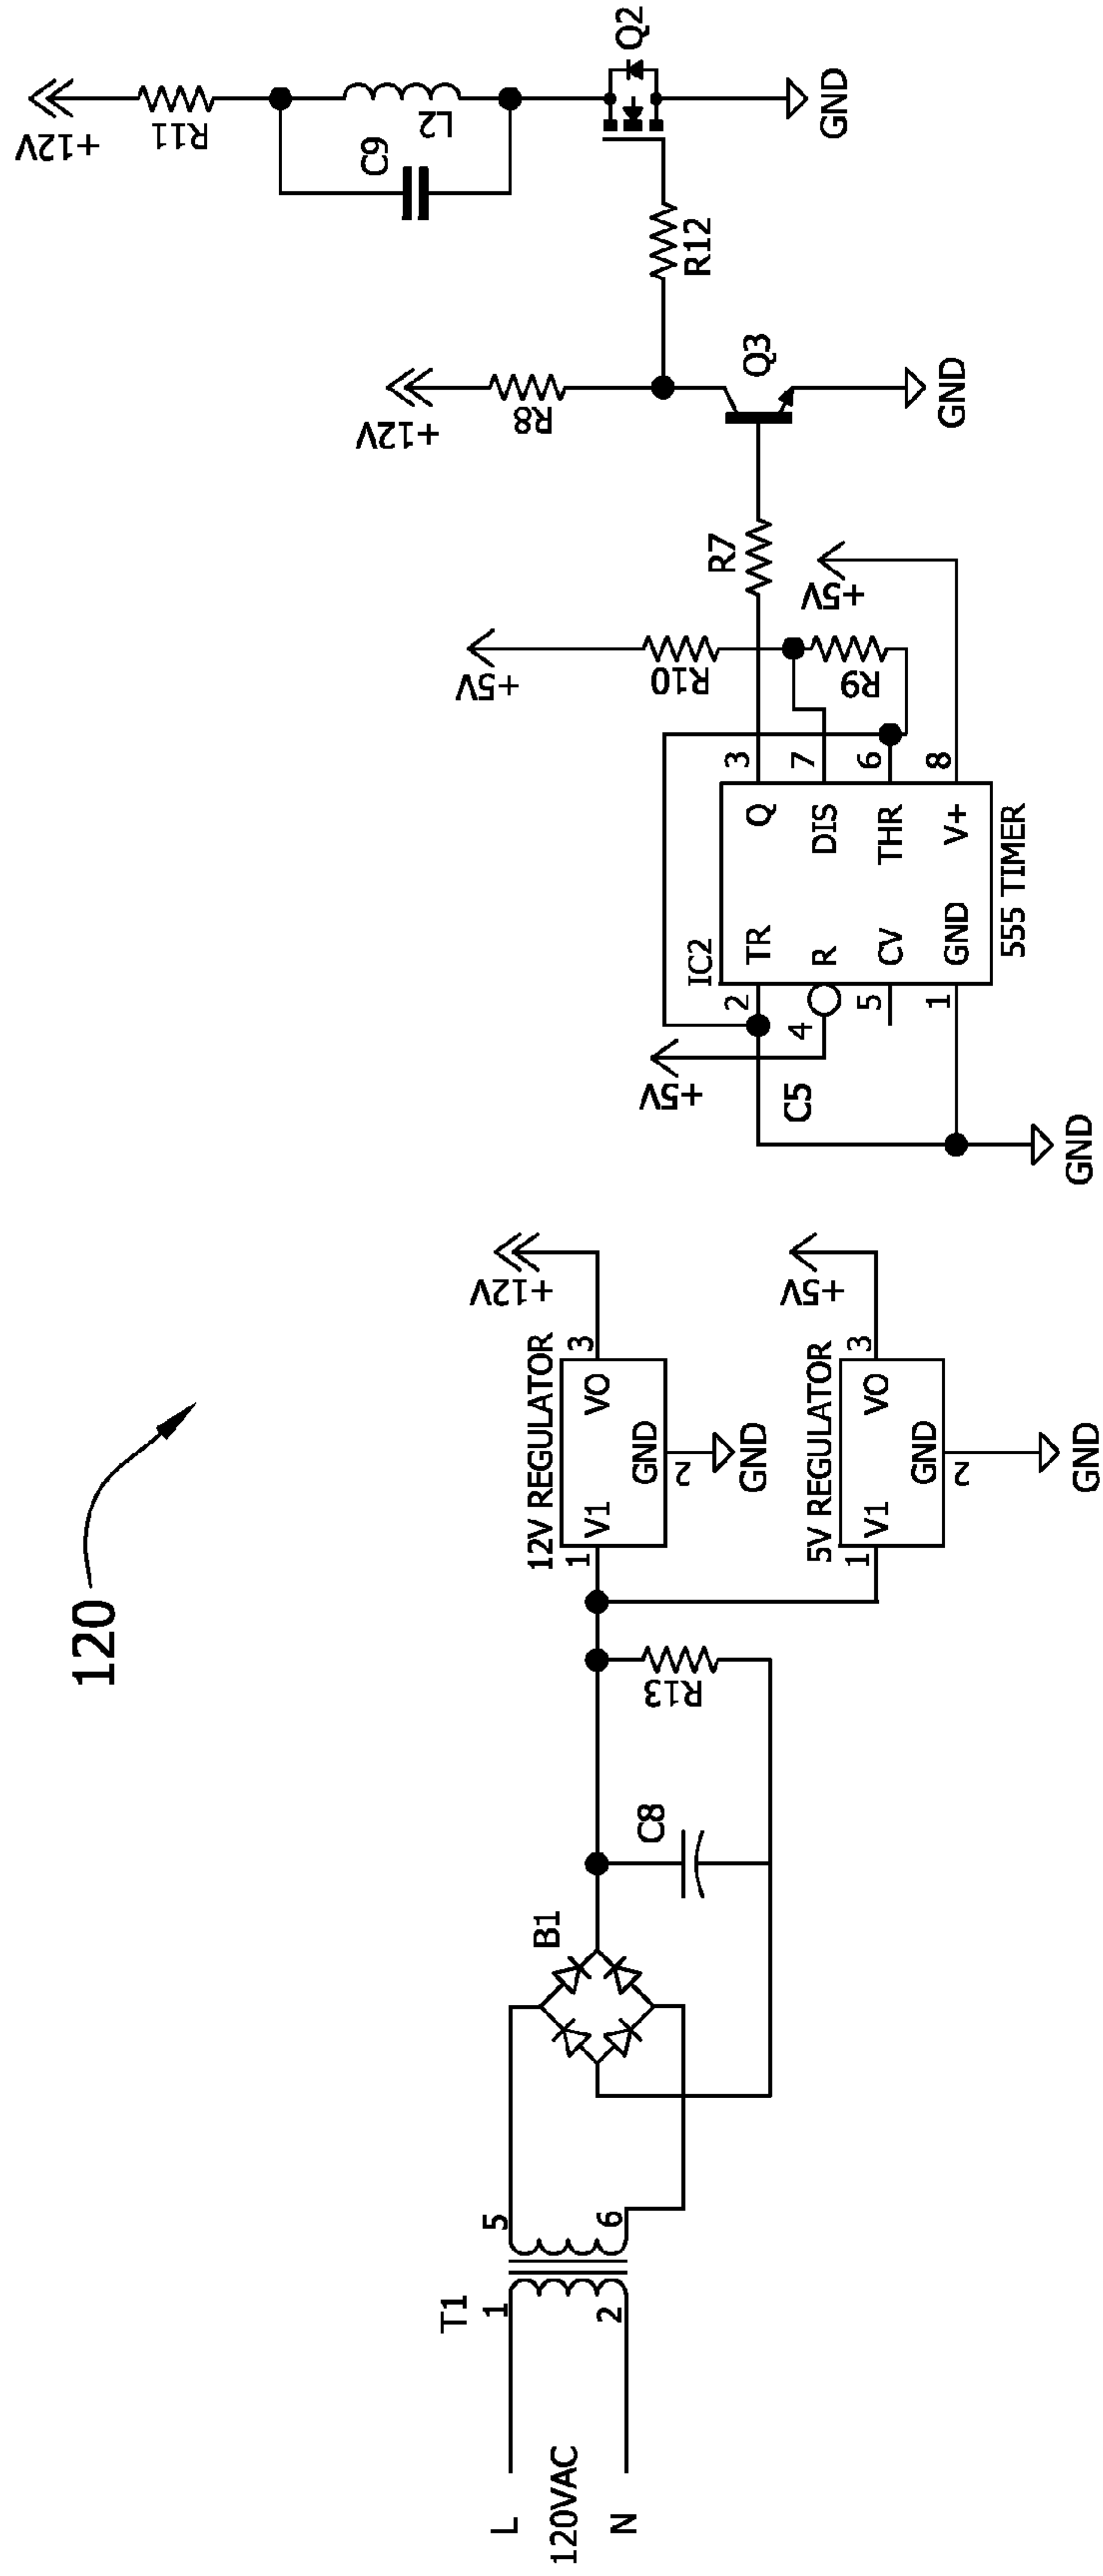 120
L
120VAC
N
T1
1
2
5
6
B1
C8
R13
12V REGULATOR
1
V1
VO
3
GND
2
GND
+12V
5V REGULATOR
1
V1
VO
3
GND
2
GND
+5V
GND
C5
+5V
IC2
2
4
5
1
TR
R
CV
GND
Q
DIS
THR
V+
3
7
6
8
555 TIMER
+5V
R10
R9
+5V
R7
+12V
R8
Q3
GND
R12
+12V
R11
C9
L2
Q2
GND